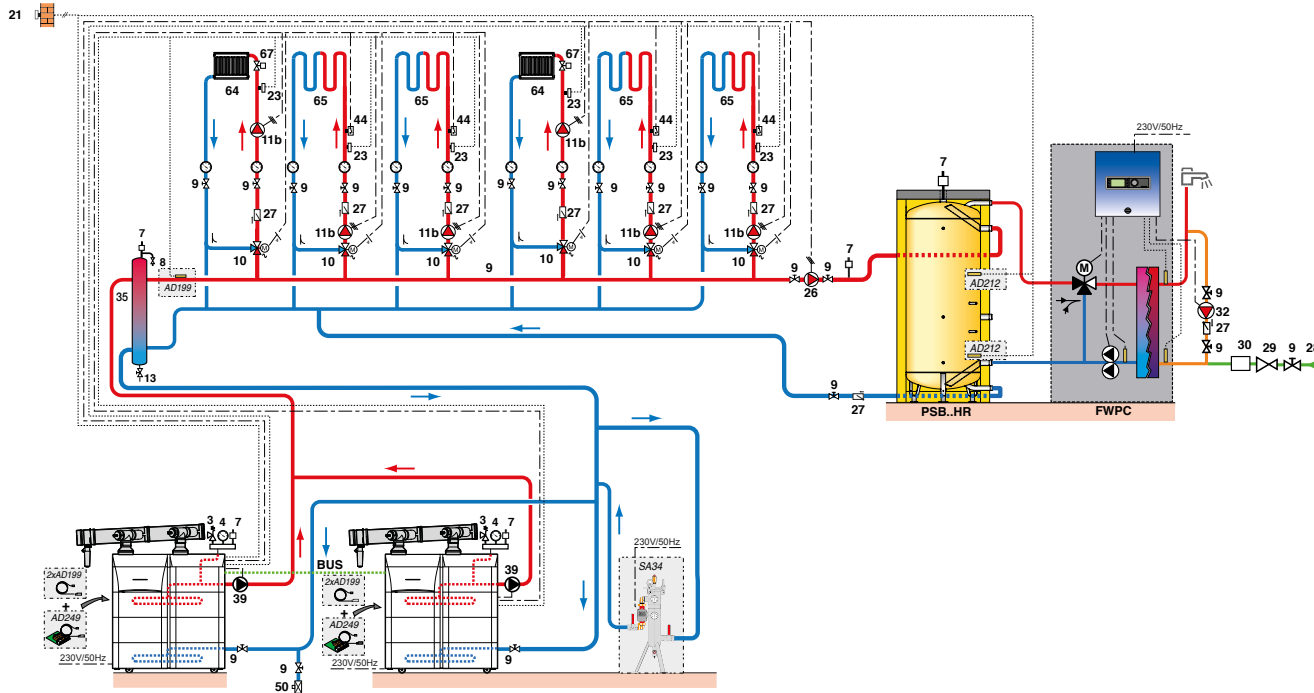 21
67
67
64
65
65
64
65
65
23
23
44
44
44
44
11b
11b
23
23
23
23
230V/50Hz
7
9
9
9
9
9
9
9
9
9
9
9
9
27
27
27
27
27
27
11b
11b
11b
11b
M
M
M
M
M
M
10
10
10
10
10
10
7
8
AD199
9
7
9
9
26
35
13
AD212
AD212
M
9
32
27
9
30
29
9
28
9
27
PSB..HR
FWPC
3
4
7
3
4
7
230V/50Hz
SA34
BUS
2xAD199
+
AD249
39
2xAD199
+
AD249
39
230V/50Hz
9
9
50
230V/50Hz
9